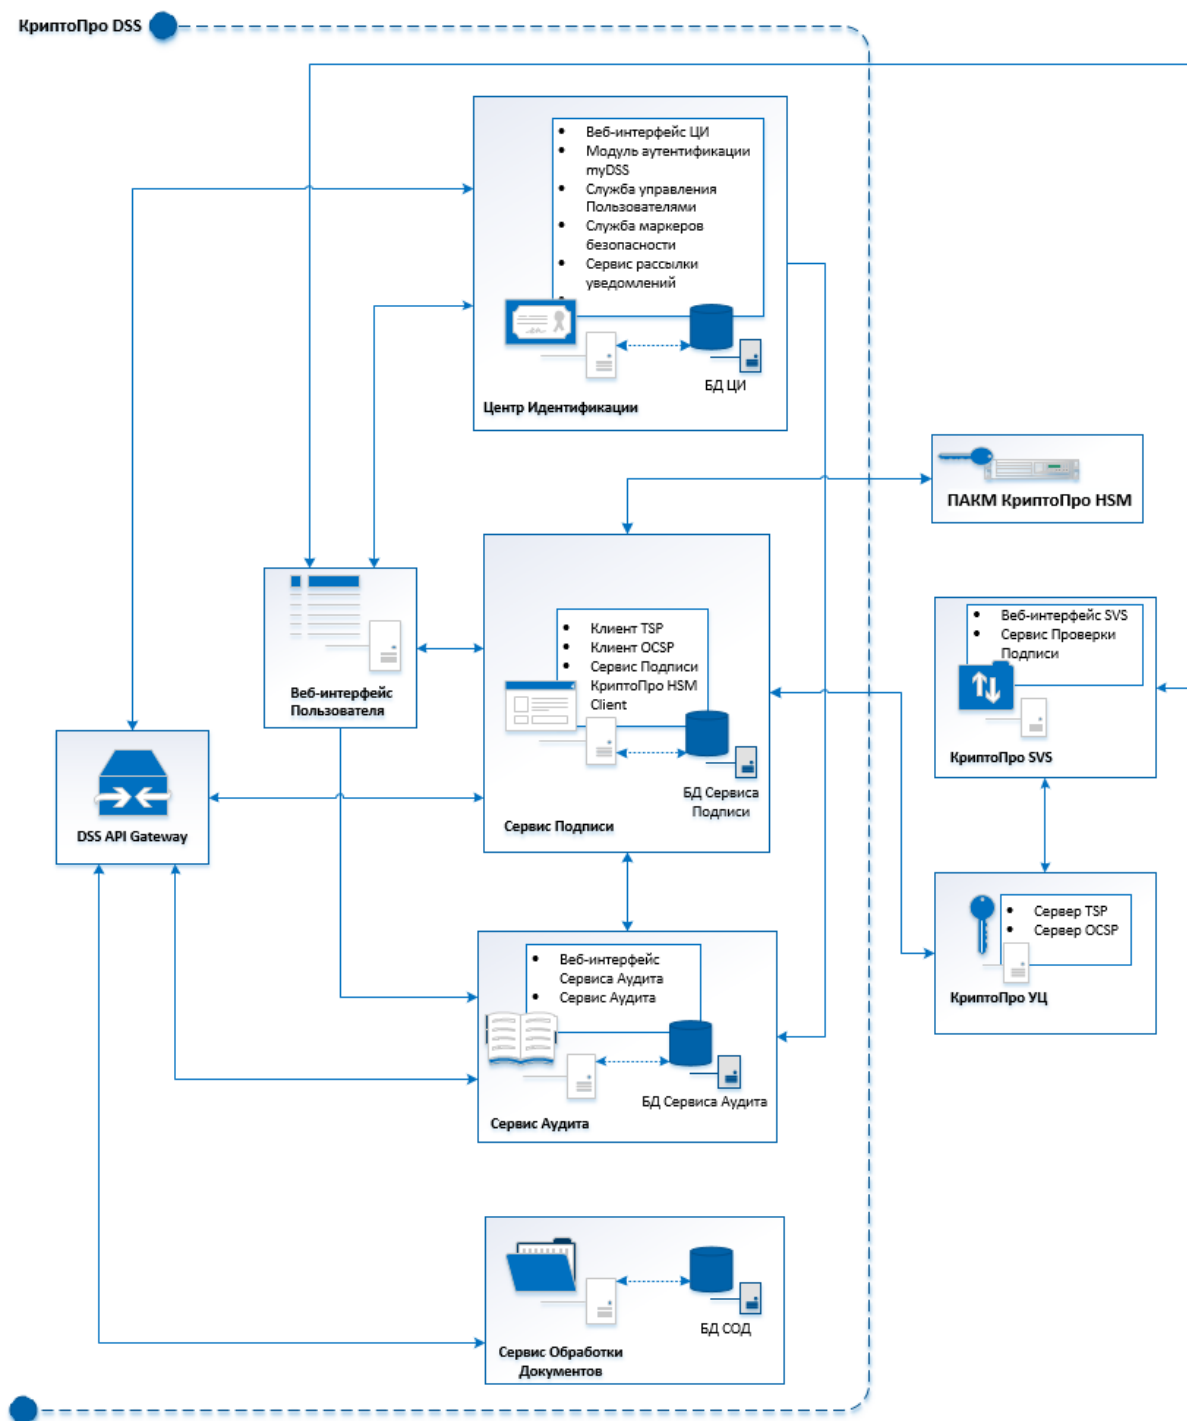 КриптоПро DSS
Веб-интерфейс ЦИ
Модуль аутентификации
myDSS
Служба управления
Пользователями
Служба маркеров
безопасности
Сервис рассылки
уведомлений
БД ЦИ
Центр Идентификации
ПАКМ КриптоПро HSM
Веб-интерфейс
Пользователя
Клиент TSP
Клиент OCSP
Сервис Подписи
КриптоПро HSM
Client
БД Сервиса
Подписи
Сервис Подписи
Веб-интерфейс SVS
Сервис Проверки
Подписи
КриптоПро SVS
DSS API Gateway
Сервер TSP
Сервер OCSP
КриптоПро УЦ
Веб-интерфейс
Сервиса Аудита
Сервис Аудита
БД Сервиса Аудита
Сервис Аудита
БД СОД
Сервис Обработки
Документов